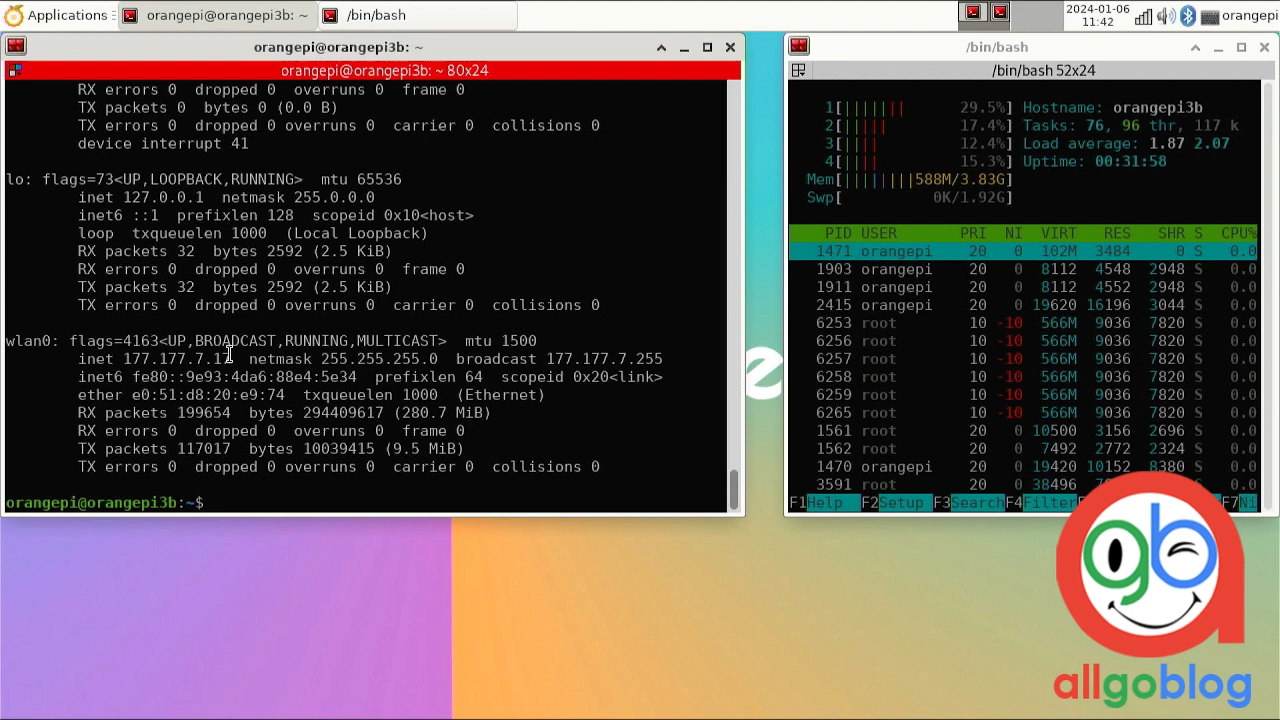 Applications
orangepi@orangepi3b: ~
/bin/bash
2024-01-06
11:42
orangepi
orangepi@orangepi3b: ~
orangepi@orangepi3b: ~ 80x24
RX errors 0  dropped 0  overruns 0  frame 0
TX packets 0  bytes 0 (0.0 B)
TX errors 0  dropped 0 overruns 0  carrier 0  collisions 0
device interrupt 41
lo: flags=73<UP,LOOPBACK,RUNNING>  mtu 65536
inet 127.0.0.1  netmask 255.0.0.0
inet6 ::1  prefixlen 128  scopeid 0x10<host>
loop  txqueuelen 1000  (Local Loopback)
RX packets 32  bytes 2592 (2.5 KiB)
RX errors 0  dropped 0  overruns 0  frame 0
TX packets 32  bytes 2592 (2.5 KiB)
TX errors 0  dropped 0 overruns 0  carrier 0  collisions 0
wlan0: flags=4163<UP,BROADCAST,RUNNING,MULTICAST>  mtu 1500
inet  netmask 255.255.255.0  broadcast 177.177.7.255
inet6 fe80::9e93:4da6:88e4:5e34  prefixlen 64  scopeid 0x20<link>
ether e0:51:d8:20:e9:74  txqueuelen 1000  (Ethernet)
RX packets 199654  bytes 294409617 (280.7 MiB)
RX errors 0  dropped 0  overruns 0  frame 0
TX packets 117017  bytes 10039415 (9.5 MiB)
TX errors 0  dropped 0 overruns 0  carrier 0  collisions 0
orangepi@orangepi3b:~$
/bin/bash
/bin/bash 52x24
1[||||||| 29.5%] Hostname: orangepi3b
2[||||| 17.4%] Tasks: 76, 96 thr, 117 k
3[|||| 12.4%] Load average: 1.87 2.07
4[|||| 15.3%] Uptime: 00:31:58
Mem[||||||||588M/3.83G]
Swp[ 0K/1.92G]
PID USER PRI NI VIRT RES SHR S CPU%
1471 orangepi 20 0 102M 3484 0 S 0.0
1903 orangepi 20 0 8112 4548 2948 S 0.0
1911 orangepi 20 0 8112 4552 2948 S 0.0
2415 orangepi 20 0 19620 16196 3044 S 0.0
6253 root 10 -10 566M 9036 7820 S 0.0
6256 root 10 -10 566M 9036 7820 S 0.0
6257 root 10 -10 566M 9036 7820 S 0.0
6258 root 10 -10 566M 9036 7820 S 0.0
6259 root 10 -10 566M 9036 7820 S 0.0
6265 root 10 -10 566M 9036 7820 S 0.0
1561 root 20 0 10500 3156 2696 S 0.0
1562 root 20 0 7492 2772 2324 S 0.0
1470 orangepi 20 0 19420 10152 8380 S 0.0
3591 root 20 0 38496 S 0.0
F1Help F2Setup F3Search F4Filter F7Ni
gb
allgoblog